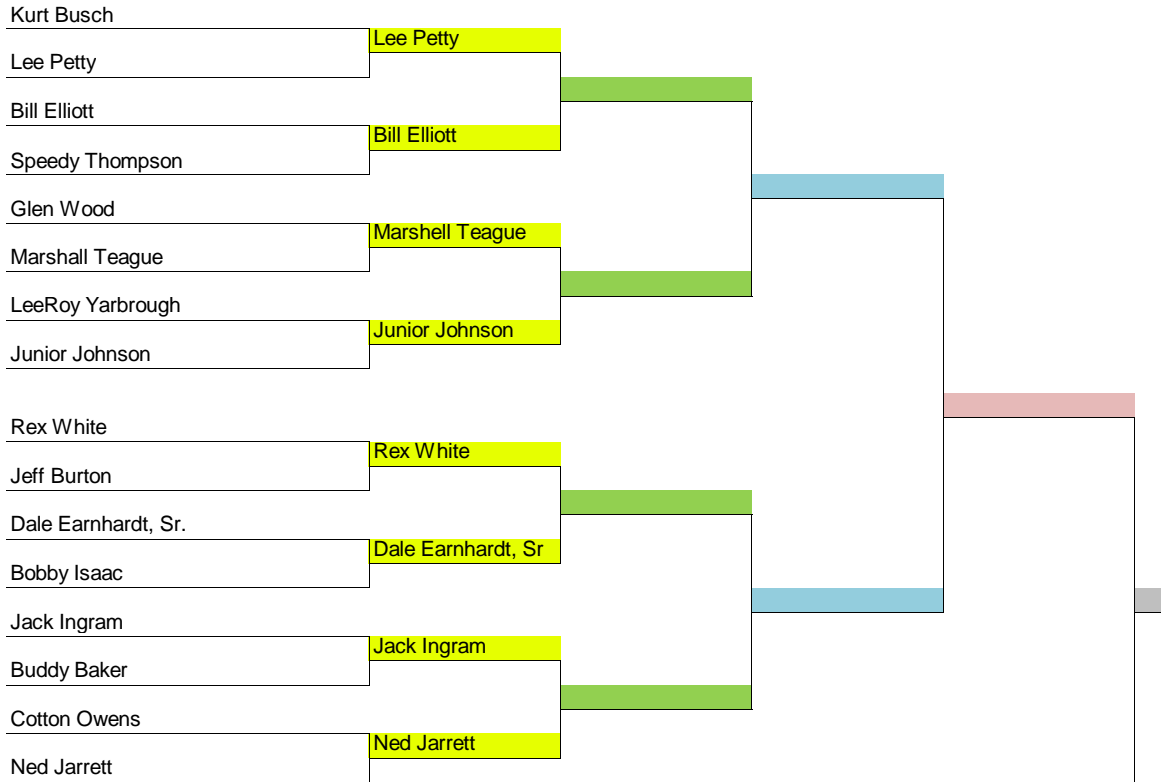 Kurt Busch
Lee Petty
Lee Petty
Bill Elliott
Bill Elliott
Speedy Thompson
Glen Wood
Marshell Teague
Marshall Teague
LeeRoy Yarbrough
Junior Johnson
Junior Johnson
Rex White
Rex White
Jeff Burton
Dale Earnhardt, Sr.
Dale Earnhardt, Sr
Bobby Isaac
Jack Ingram
Jack Ingram
Buddy Baker
Cotton Owens
Ned Jarrett
Ned Jarrett